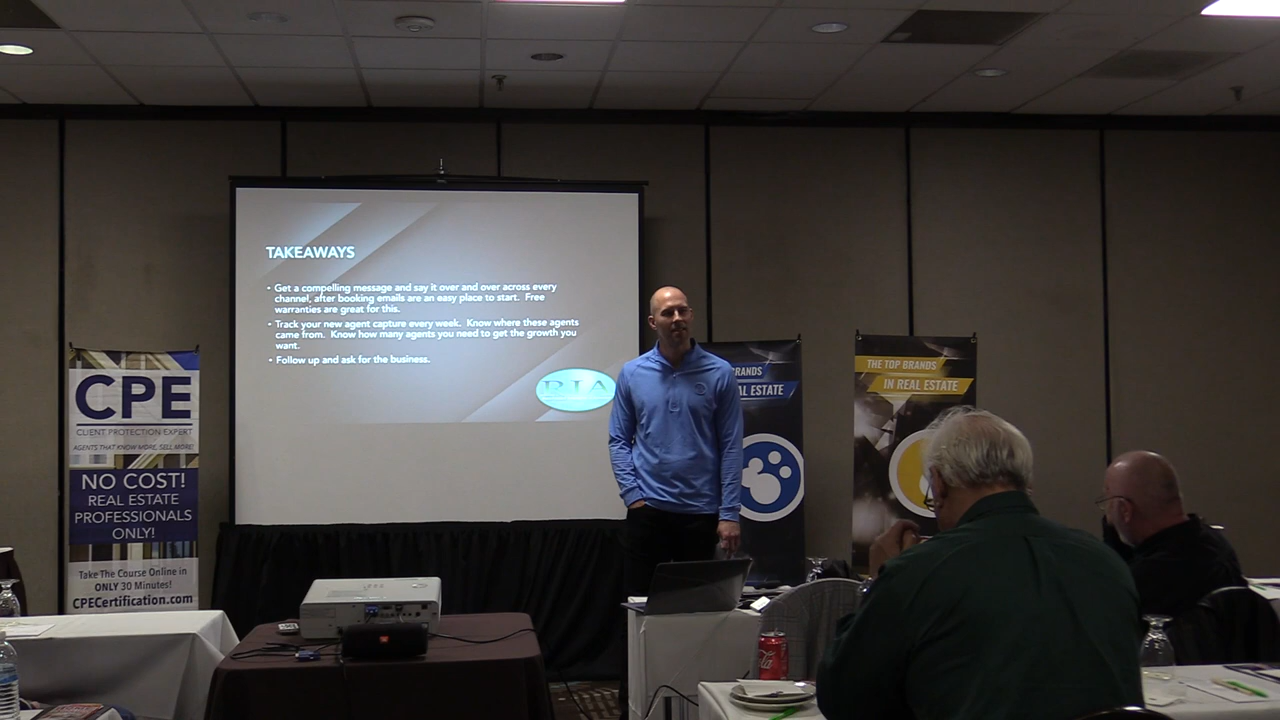 TAKEAWAYS
• Get a compelling message and say it over and over across every
channel, after booking emails are an easy place to start. Free
warranties are great for this.
• Track your new agent capture every week. Know where these agents
came from. Know how many agents you need to get the growth you
want.
• Follow up and ask for the business.
CPE
CLIENT PROTECTION EXPERT
AGENTS THAT KNOW MORE, SELL MORE!
NO COST!
REAL ESTATE
PROFESSIONALS
ONLY!
Take The Course Online in
ONLY 30 Minutes!
CPECertification.com
BRANDS
AL ESTATE
THE TOP BRANDS
IN REAL ESTATE
JBL